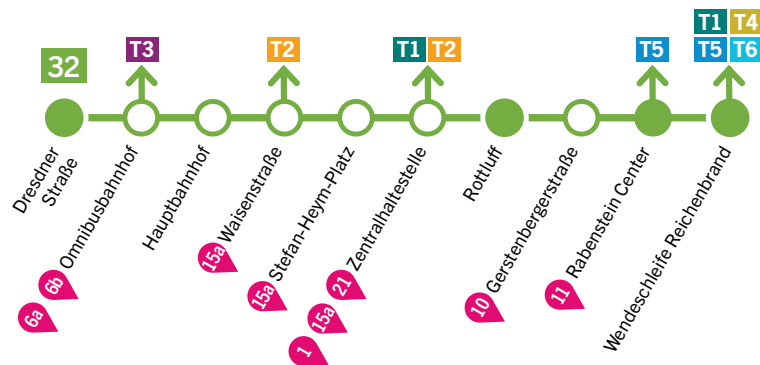 T1 T4
32 T3 T2 T1 T2 T5 T5 T6
Dresdner
Straße
6a 6b Omnibusbahnhof
Hauptbahnhof
15a Waisenstraße
15a Stefan-Heym-Platz
1 15a 21 Zentralhaltestelle
Rottluff
10 Gerstenbergerstraße
11 Rabenstein Center
Wendeschleife Reichenbrand